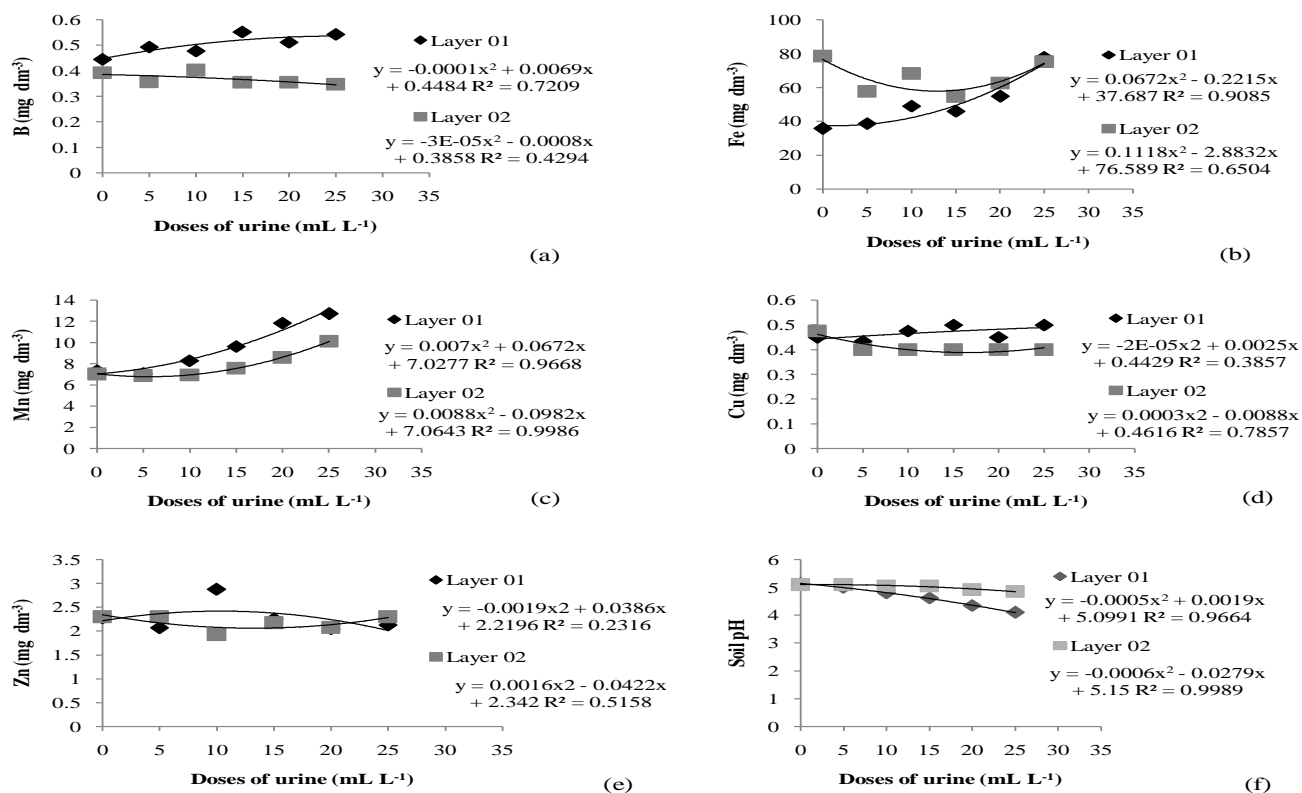 0.6
0.5
0.4
0.3
0.2
0.1
0
B (mg dm⁻³)
0 5 10 15 20 25 30 35
Doses of urine (mL L⁻¹)
Layer 01
y = -0.0001x² + 0.0069x
+ 0.4484 R² = 0.7209
Layer 02
y = -3E-05x² - 0.0008x
+ 0.3858 R² = 0.4294
(a)
100
80
60
40
20
0
Fe (mg dm⁻³)
0 5 10 15 20 25 30 35
Doses of urine (mL L⁻¹)
Layer 01
y = 0.0672x² - 0.2215x
+ 37.687 R² = 0.9085
Layer 02
y = 0.1118x² - 2.8832x
+ 76.589 R² = 0.6504
(b)
14
12
10
8
6
4
2
0
Mn (mg dm⁻³)
0 5 10 15 20 25 30 35
Doses of urine (mL L⁻¹)
Layer 01
y = 0.007x² + 0.0672x
+ 7.0277 R² = 0.9668
Layer 02
y = 0.0088x² - 0.0982x
+ 7.0643 R² = 0.9986
(c)
0.6
0.5
0.4
0.3
0.2
0.1
0
Cu (mg dm⁻³)
0 5 10 15 20 25 30 35
Doses of urine (mL L⁻¹)
Layer 01
y = -2E-05x2 + 0.0025x
+ 0.4429 R² = 0.3857
Layer 02
y = 0.0003x2 - 0.0088x
+ 0.4616 R² = 0.7857
(d)
3.5
3
2.5
2
1.5
1
0.5
0
Zn (mg dm⁻³)
0 5 10 15 20 25 30 35
Doses of urine (mL L⁻¹)
Layer 01
y = -0.0019x2 + 0.0386x
+ 2.2196 R² = 0.2316
Layer 02
y = 0.0016x2 - 0.0422x
+ 2.342 R² = 0.5158
(e)
6
5
4
3
2
1
0
Soil pH
0 5 10 15 20 25 30 35
Doses of urine (mL L⁻¹)
Layer 01
y = -0.0005x² + 0.0019x
+ 5.0991 R² = 0.9664
Layer 02
y = -0.0006x² - 0.0279x
+ 5.15 R² = 0.9989
(f)